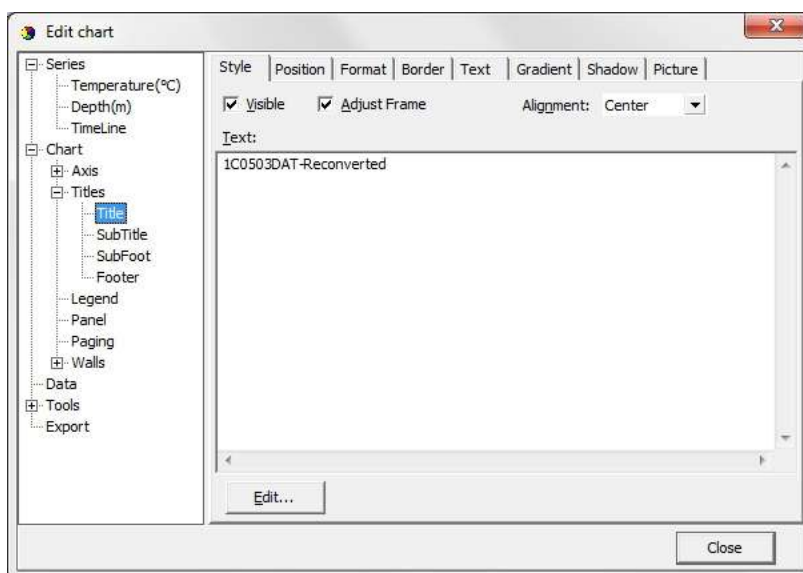 Edit chart
Series
Temperature(ºC)
Depth(m)
TimeLine
Chart
Axis
Titles
Title
SubTitle
SubFoot
Footer
Legend
Panel
Paging
Walls
Data
Tools
Export
Style Position Format Border Text Gradient Shadow Picture
Visible Adjust Frame Alignment: Center
Text:
1C0503DAT-Reconverted
Edit...
Close